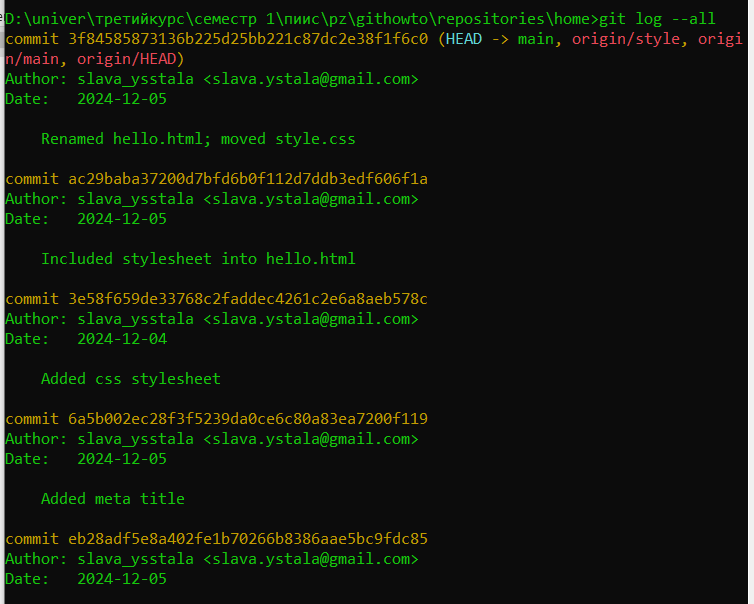 D:\univer\третийкурс\семестр 1\пиис\pz\githowto\repositories\home>git log --all
commit 3f84585873136b225d25bb221c87dc2e38f1f6c0 (HEAD -> main, origin/style, origi
n/main, origin/HEAD)
Author: slava_ysstala <slava.ystala@gmail.com>
Date:   2024-12-05
Renamed hello.html; moved style.css
commit ac29baba37200d7bfd6b0f112d7ddb3edf606f1a
Author: slava_ysstala <slava.ystala@gmail.com>
Date:   2024-12-05
Included stylesheet into hello.html
commit 3e58f659de33768c2faddec4261c2e6a8aeb578c
Author: slava_ysstala <slava.ystala@gmail.com>
Date:   2024-12-04
Added css stylesheet
commit 6a5b002ec28f3f5239da0ce6c80a83ea7200f119
Author: slava_ysstala <slava.ystala@gmail.com>
Date:   2024-12-05
Added meta title
commit eb28adf5e8a402fe1b70266b8386aae5bc9fdc85
Author: slava_ysstala <slava.ystala@gmail.com>
Date:   2024-12-05